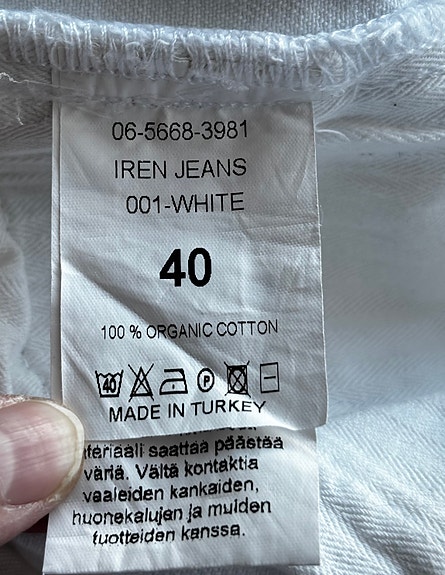 06-5668-3981
IREN JEANS
001-WHITE
40
100 % ORGANIC COTTON
40 P
MADE IN TURKEY
saattaa päästää
väriä. Vältä kontaktia
vaaleiden kankaiden,
huonekalujen ja muiden
tuotteiden kanssa.